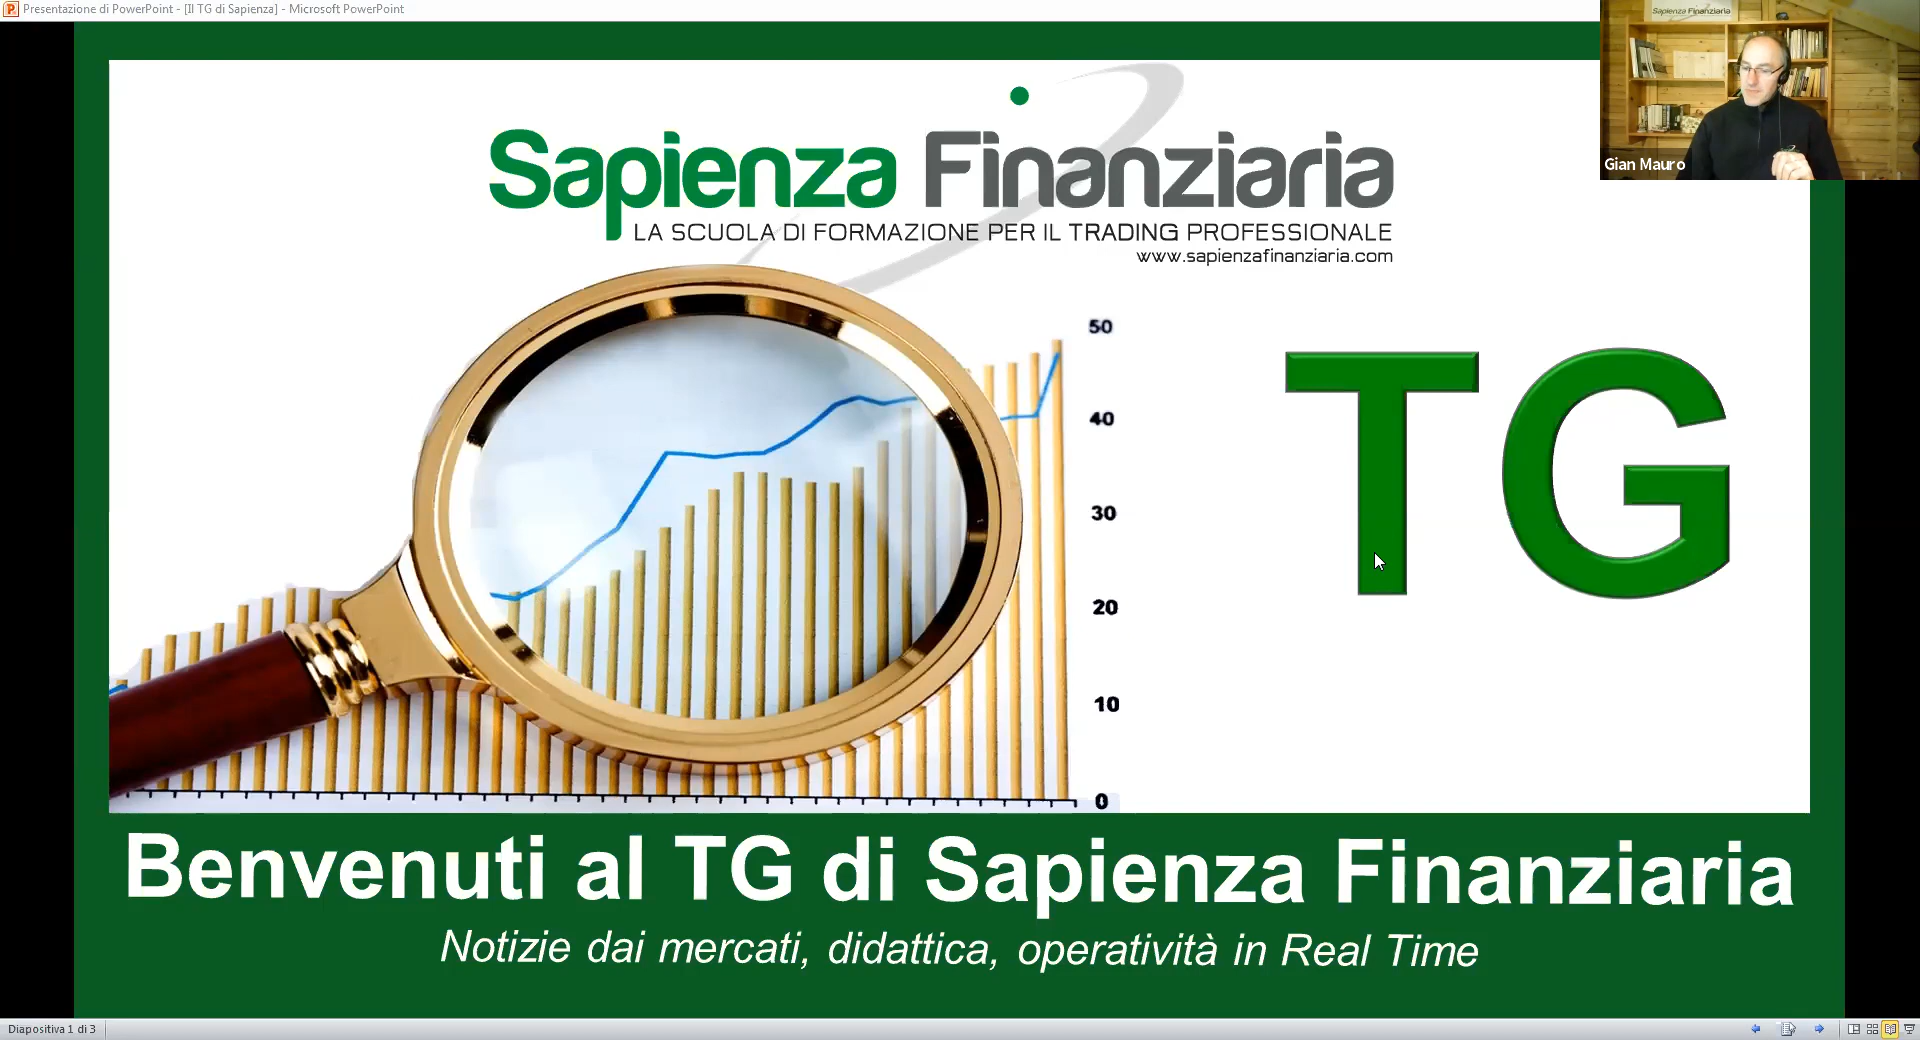 Presentazione di PowerPoint - [Il TG di Sapienza] - Microsoft PowerPoint
Sapienza Finanziaria
Gian Mauro
Sapienza Finanziaria
LA SCUOLA DI FORMAZIONE PER IL TRADING PROFESSIONALE
www.sapienzafinanziaria.com
50
40
30
20
10
0
TG
Benvenuti al TG di Sapienza Finanziaria
Notizie dai mercati, didattica, operatività in Real Time
Diapositiva 1 di 3